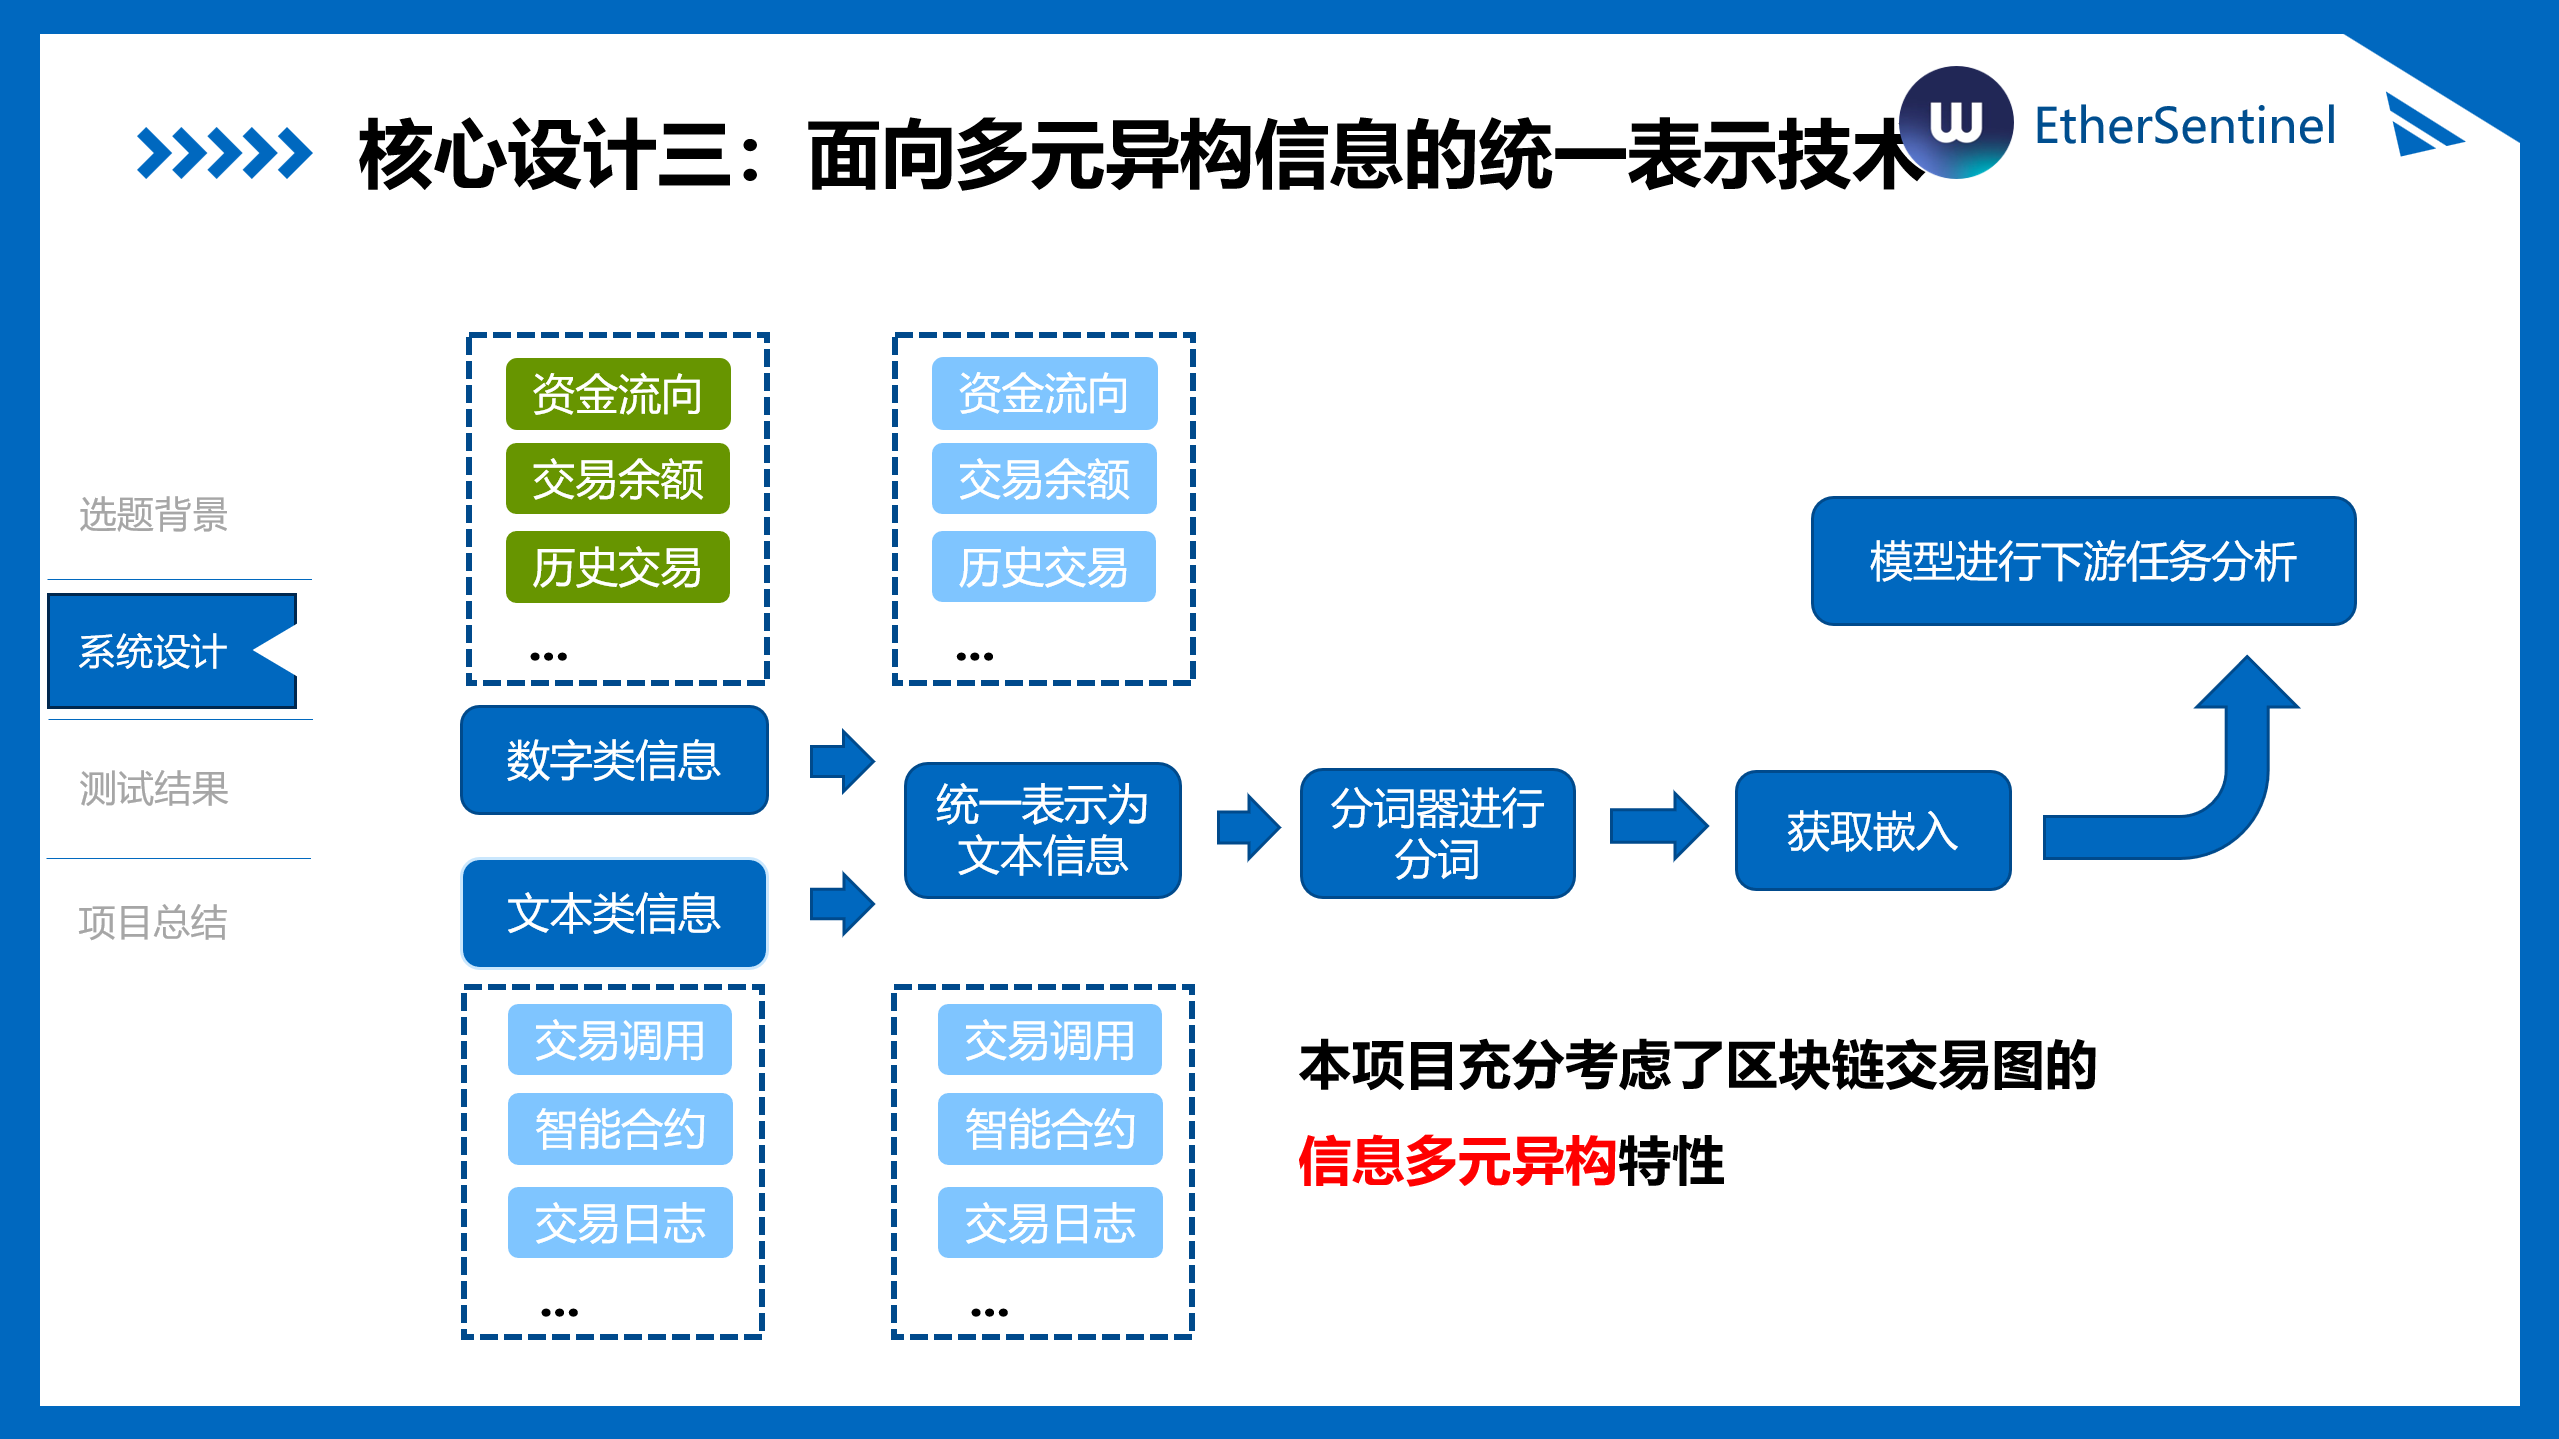 核心设计三：面向多元异构信息的统一表示技术
W
EtherSentinel
选题背景
系统设计
测试结果
项目总结
资金流向
交易余额
历史交易
...
资金流向
交易余额
历史交易
...
数字类信息
文本类信息
统一表示为
文本信息
分词器进行
分词
获取嵌入
模型进行下游任务分析
交易调用
智能合约
交易日志
...
交易调用
智能合约
交易日志
...
本项目充分考虑了区块链交易图的
信息多元异构特性